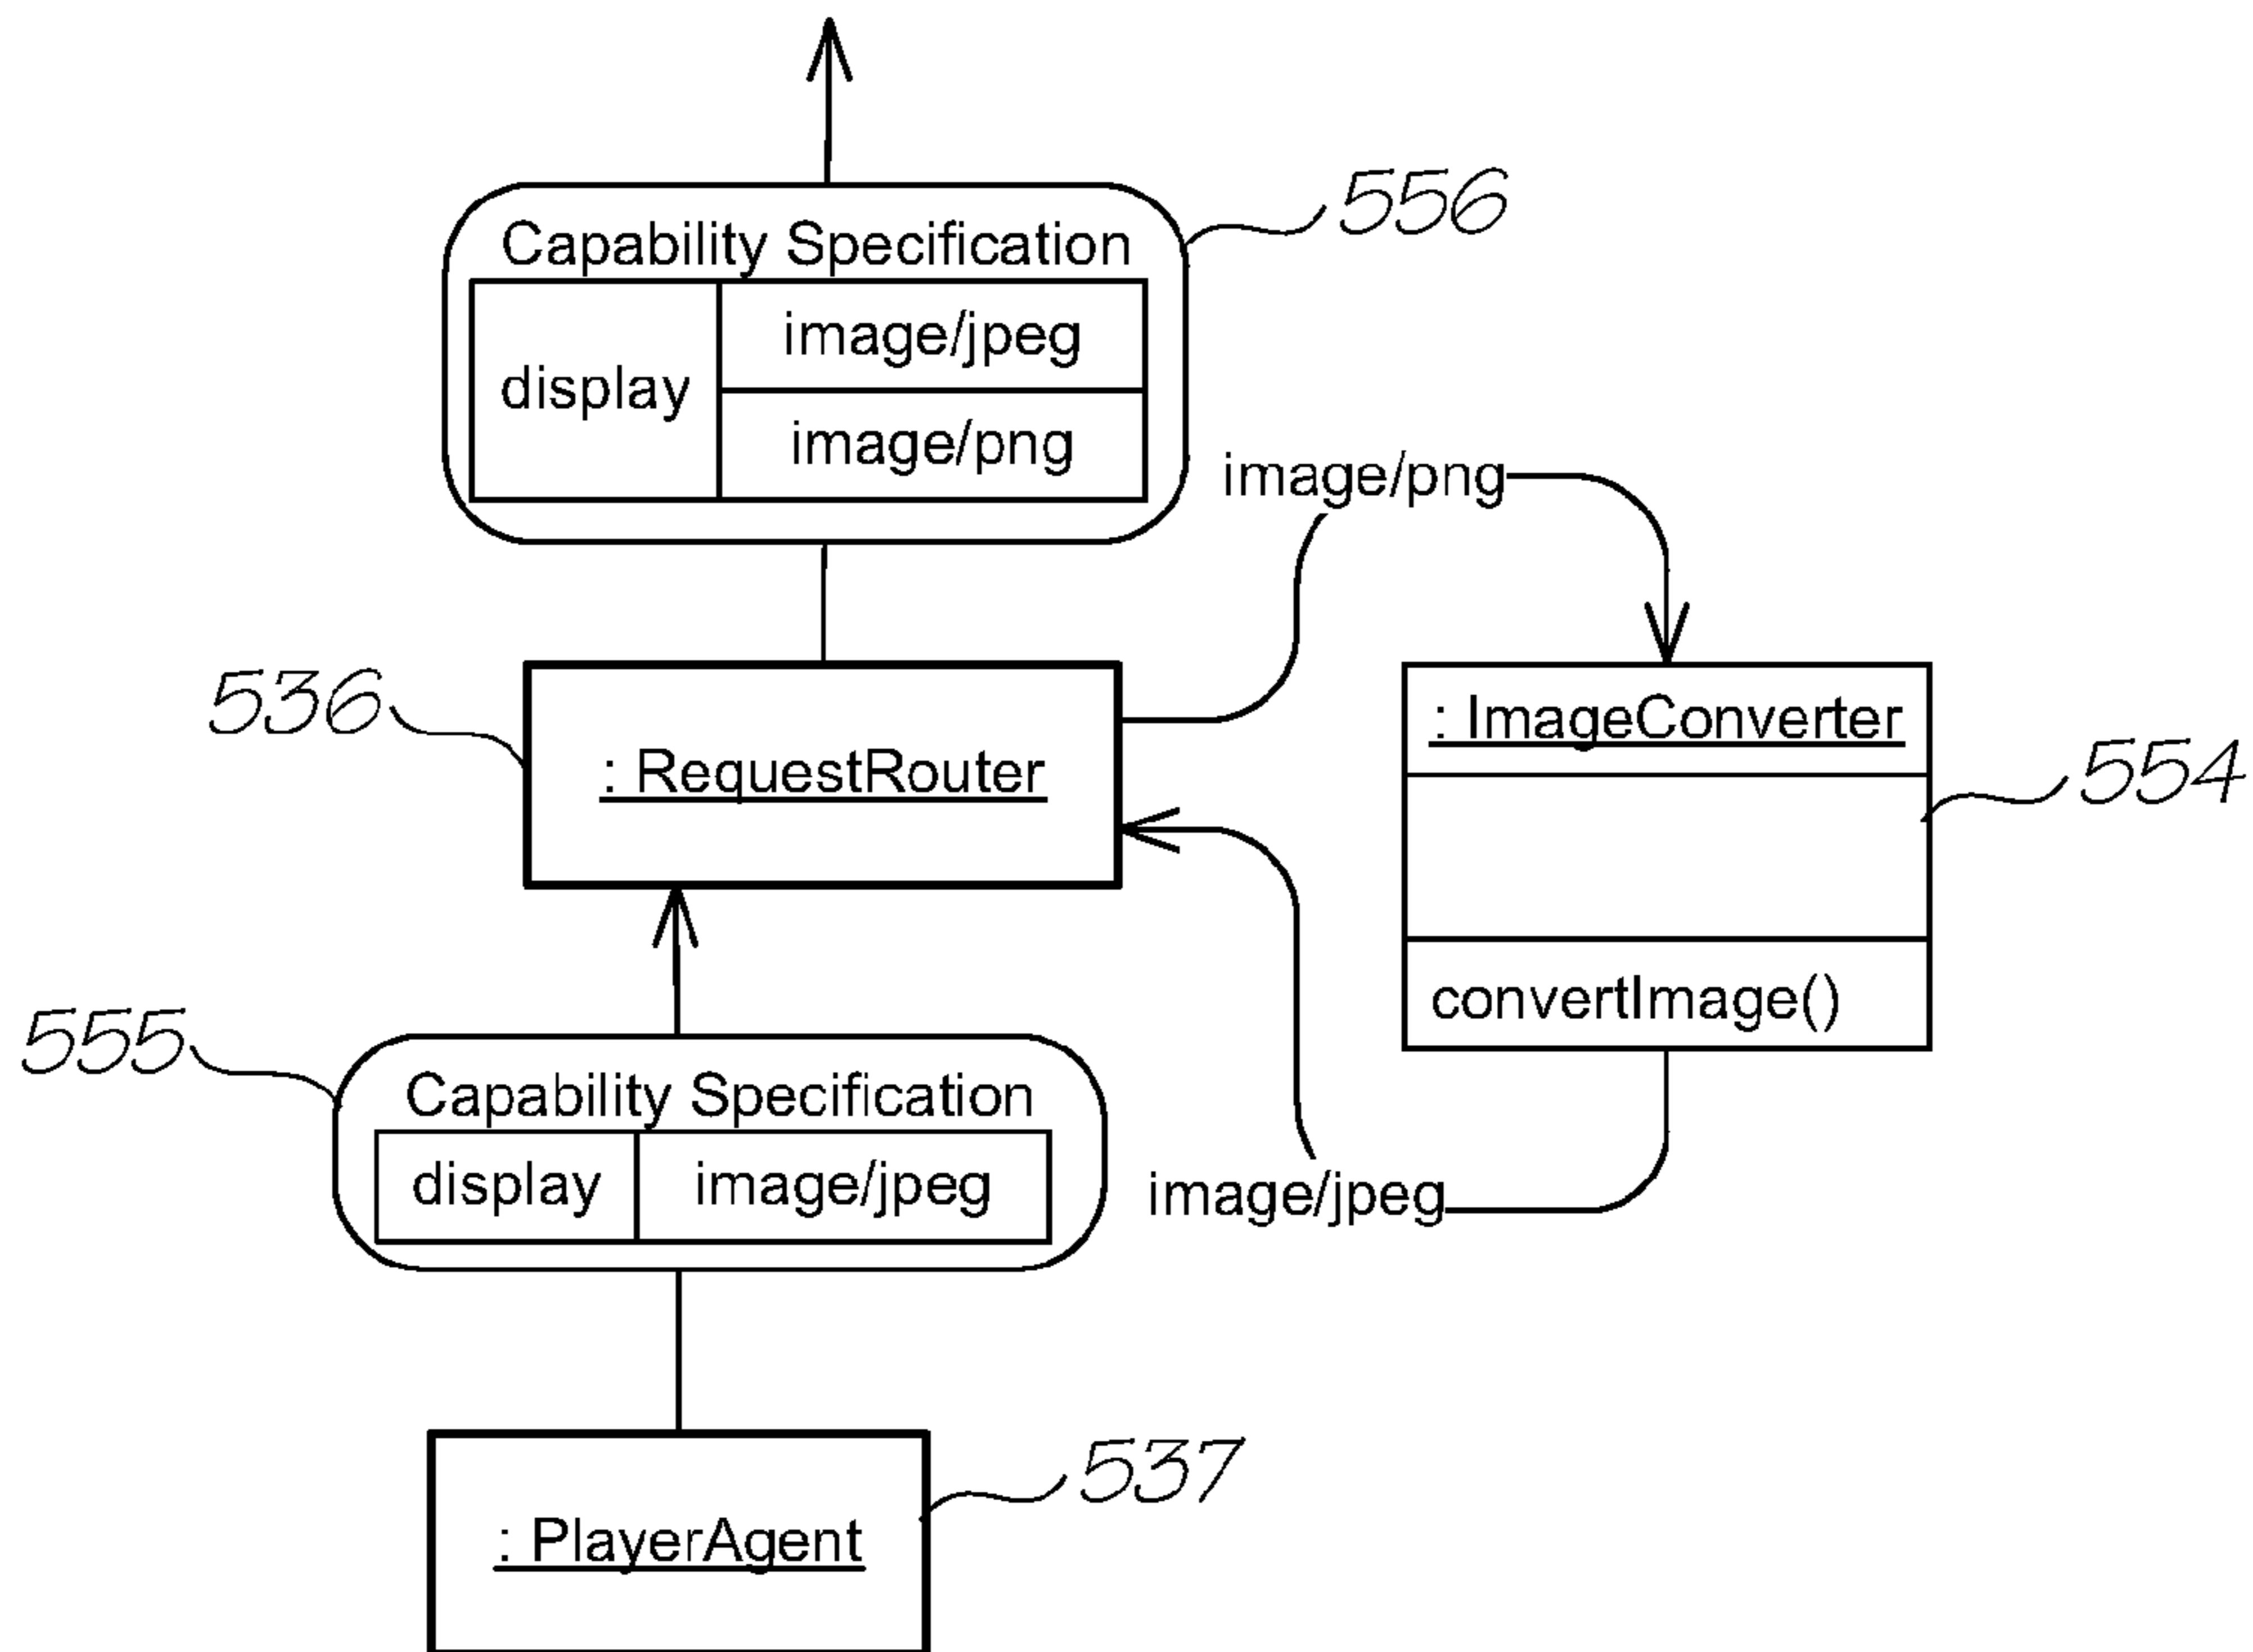 556
Capability Specification
display
image/jpeg
image/png
image/png
536
: RequestRouter
: ImageConverter
554
convertImage()
555
Capability Specification
display
image/jpeg
image/jpeg
537
: PlayerAgent